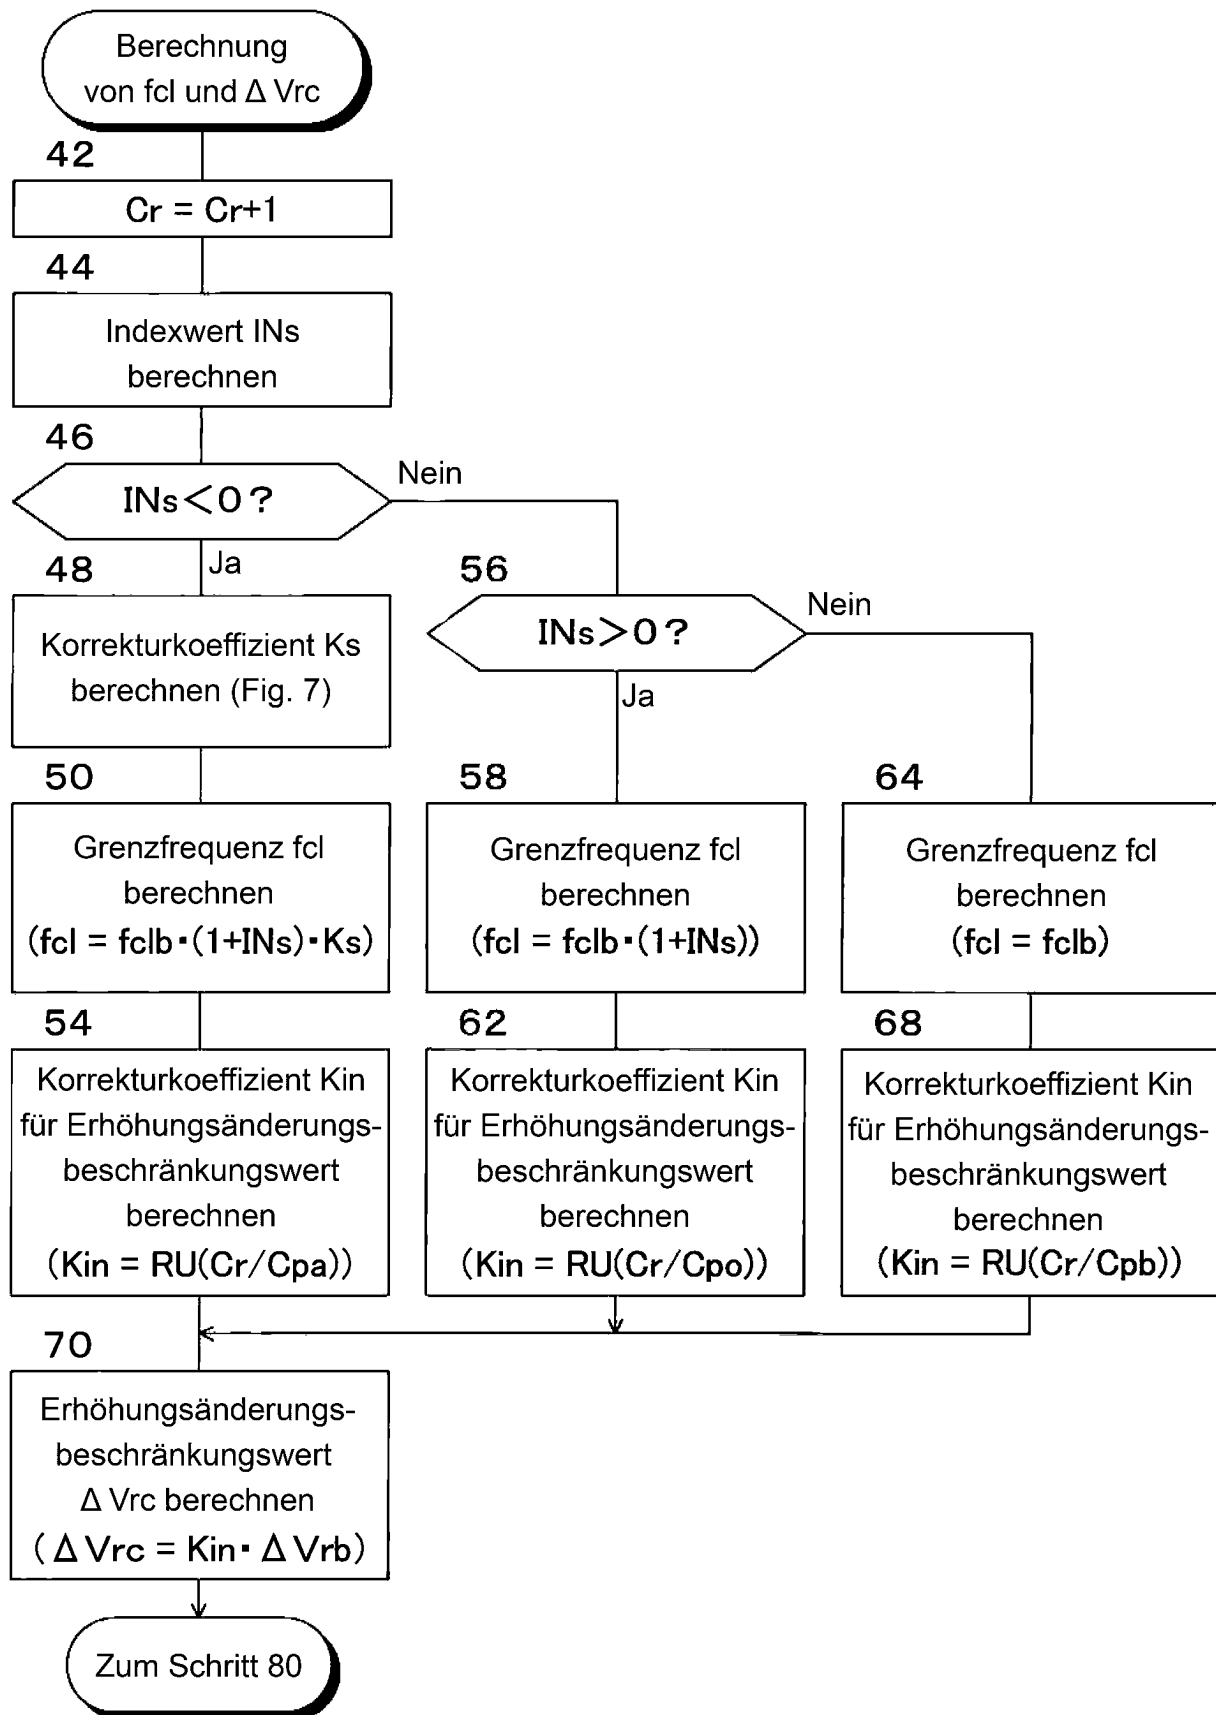 Berechnung
von fcl und Δ Vrc
42
Cr = Cr+1
44
Indexwert INs
berechnen
46
INs<0?
Nein
Ja
48
Korrekturkoeffizient Ks
berechnen (Fig. 7)
50
Grenzfrequenz fcl
berechnen
(fcl = fclb·(1+INs)·Ks)
54
Korrekturkoeffizient Kin
für Erhöhungsänderungs-
beschränkungswert
berechnen
(Kin = RU(Cr/Cpa))
56
INs>0?
Nein
Ja
58
Grenzfrequenz fcl
berechnen
(fcl = fclb·(1+INs))
62
Korrekturkoeffizient Kin
für Erhöhungsänderungs-
beschränkungswert
berechnen
(Kin = RU(Cr/Cpo))
64
Grenzfrequenz fcl
berechnen
(fcl = fclb)
68
Korrekturkoeffizient Kin
für Erhöhungsänderungs-
beschränkungswert
berechnen
(Kin = RU(Cr/Cpb))
70
Erhöhungsänderungs-
beschränkungswert
Δ Vrc berechnen
(Δ Vrc = Kin· Δ Vrb)
Zum Schritt 80